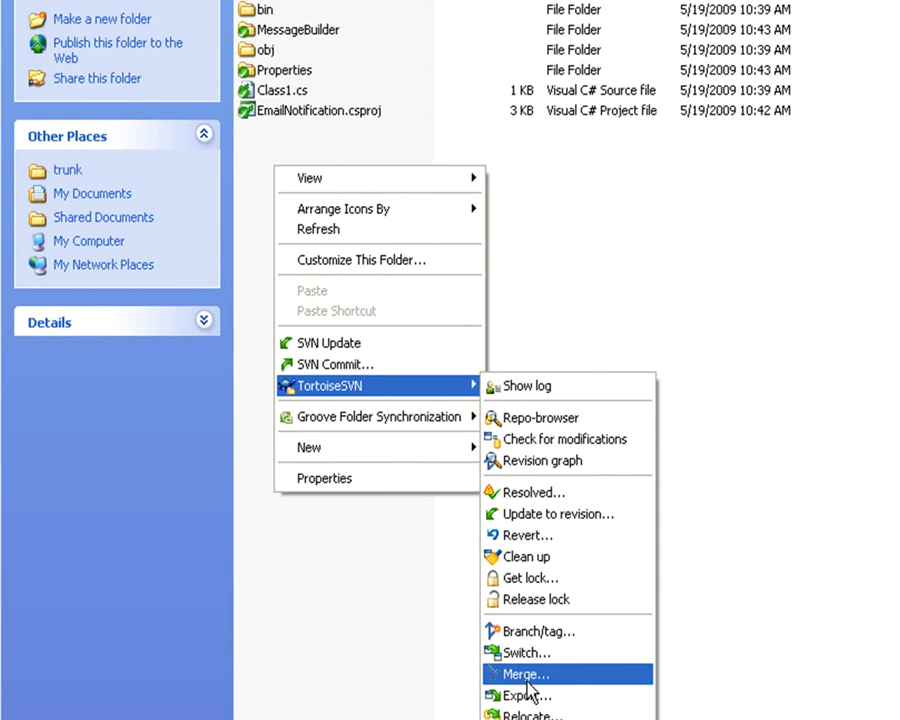 Make a new folder
Publish this folder to the
Web
Share this folder
Other Places
trunk
My Documents
Shared Documents
My Computer
My Network Places
Details
bin File Folder 5/19/2009 10:39 AM
MessageBuilder File Folder 5/19/2009 10:43 AM
obj File Folder 5/19/2009 10:39 AM
Properties File Folder 5/19/2009 10:43 AM
Class1.cs 1 KB Visual C# Source file 5/19/2009 10:39 AM
EmailNotification.csproj 3 KB Visual C# Project file 5/19/2009 10:42 AM
View
Arrange Icons By
Refresh
Customize This Folder...
Paste
Paste Shortcut
SVN Update
SVN Commit...
TortoiseSVN
Groove Folder Synchronization
New
Properties
Show log
Repo-browser
Check for modifications
Revision graph
Resolved...
Update to revision...
Revert...
Clean up
Get lock...
Release lock
Branch/tag...
Switch...
Merge...
Export...
Relocate...